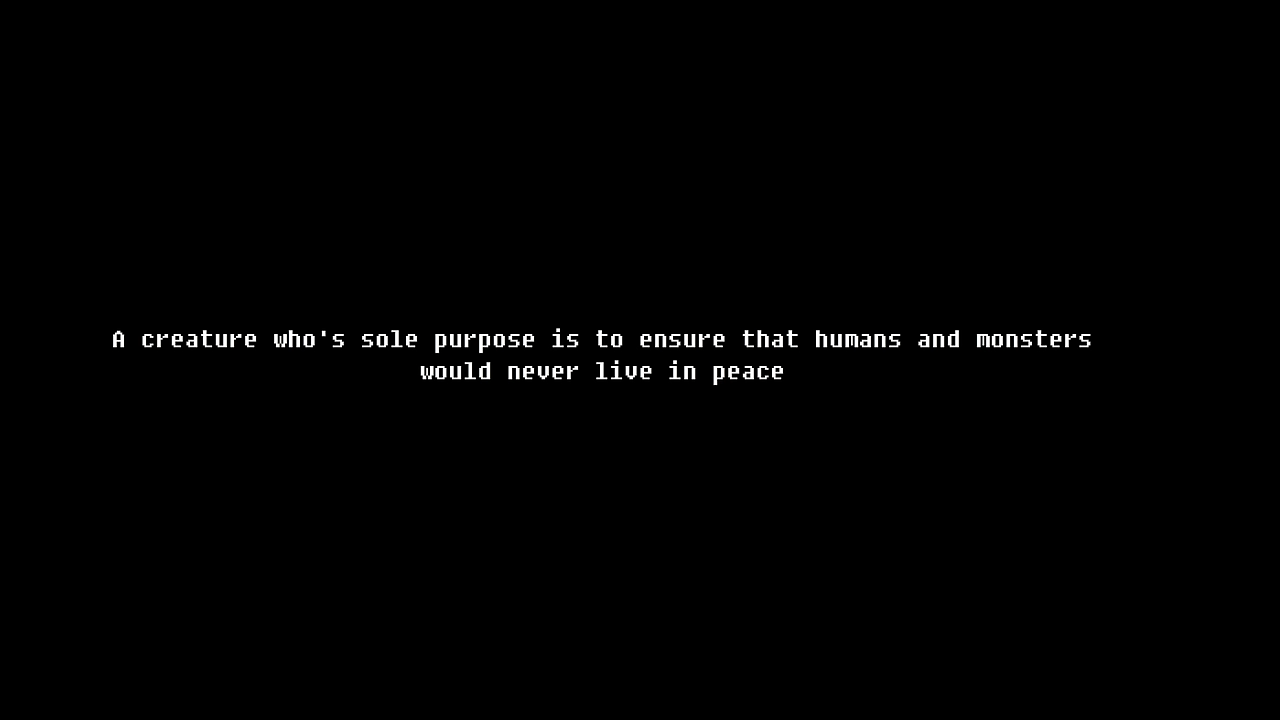 A creature who's sole purpose is to ensure that humans and monsters
would never live in peace